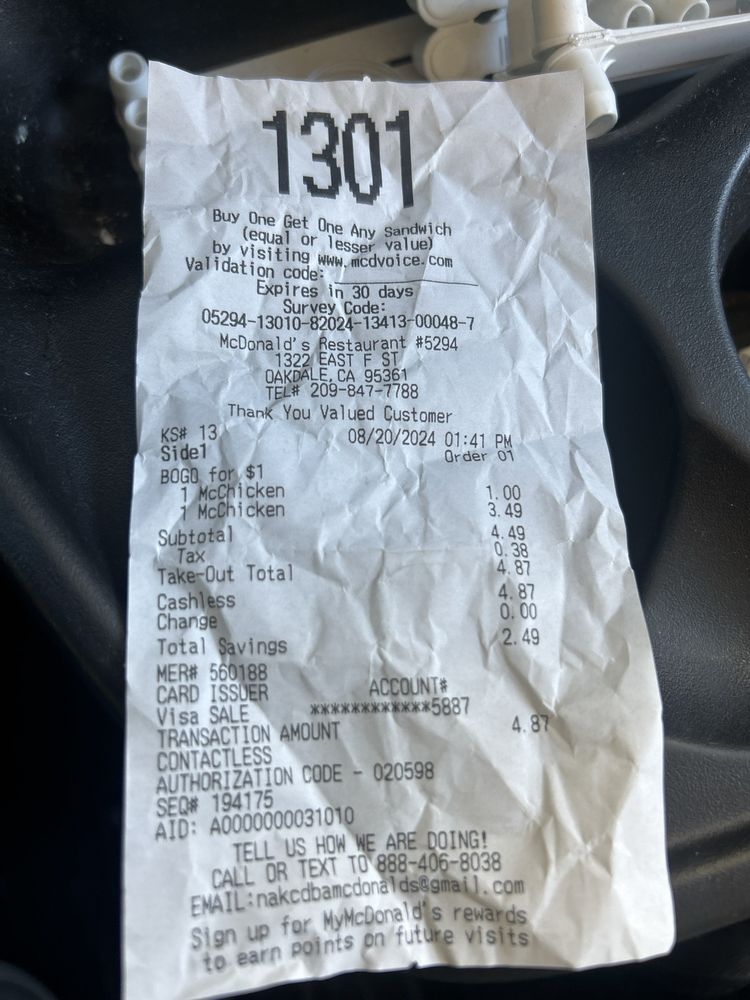 1301
Buy One Get One Any Sandwich
(equal or lesser value)
by visiting www.mcdvoice.com
Validation code: ____________
Expires in 30 days
Survey Code:
05294-13010-82024-13413-00048-7
McDonald's Restaurant #5294
1322 EAST F ST
OAKDALE, CA 95361
TEL# 209-847-7788
Thank You Valued Customer
KS# 13 08/20/2024 01:41 PM
Side1 Order 01
BOGO for $1
1 McChicken 1.00
1 McChicken 3.49
Subtotal 4.49
Tax 0.38
Take-Out Total 4.87
Cashless 4.87
Change 0.00
Total Savings 2.49
MER# 560188
CARD ISSUER ACCOUNT#
Visa SALE ************5887
TRANSACTION AMOUNT 4.87
CONTACTLESS
AUTHORIZATION CODE - 020598
SEQ# 194175
AID: A0000000031010
TELL US HOW WE ARE DOING!
CALL OR TEXT TO 888-406-8038
EMAIL:nakcdbamcdonalds@gmail.com
Sign up for MyMcDonald's rewards
to earn points on future visits